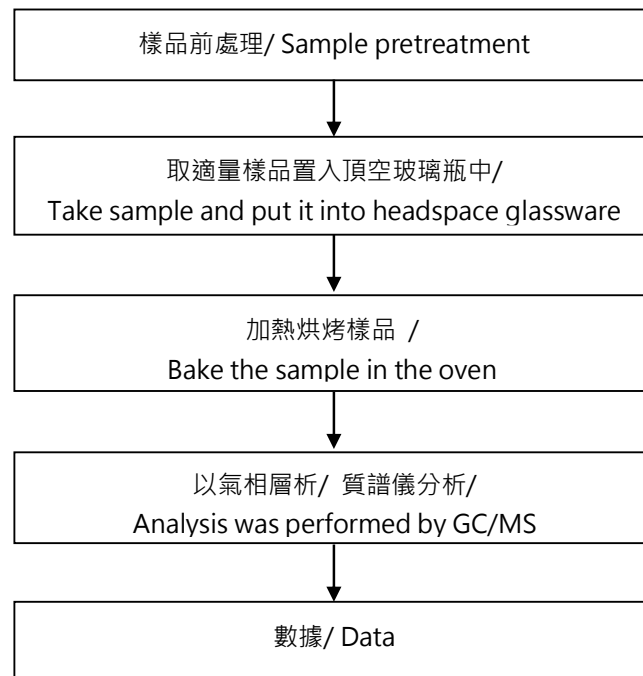 樣品前處理/ Sample pretreatment
取適量樣品置入頂空玻璃瓶中/
Take sample and put it into headspace glassware
加熱烘烤樣品 /
Bake the sample in the oven
以氣相層析/ 質譜儀分析/
Analysis was performed by GC/MS
數據/ Data